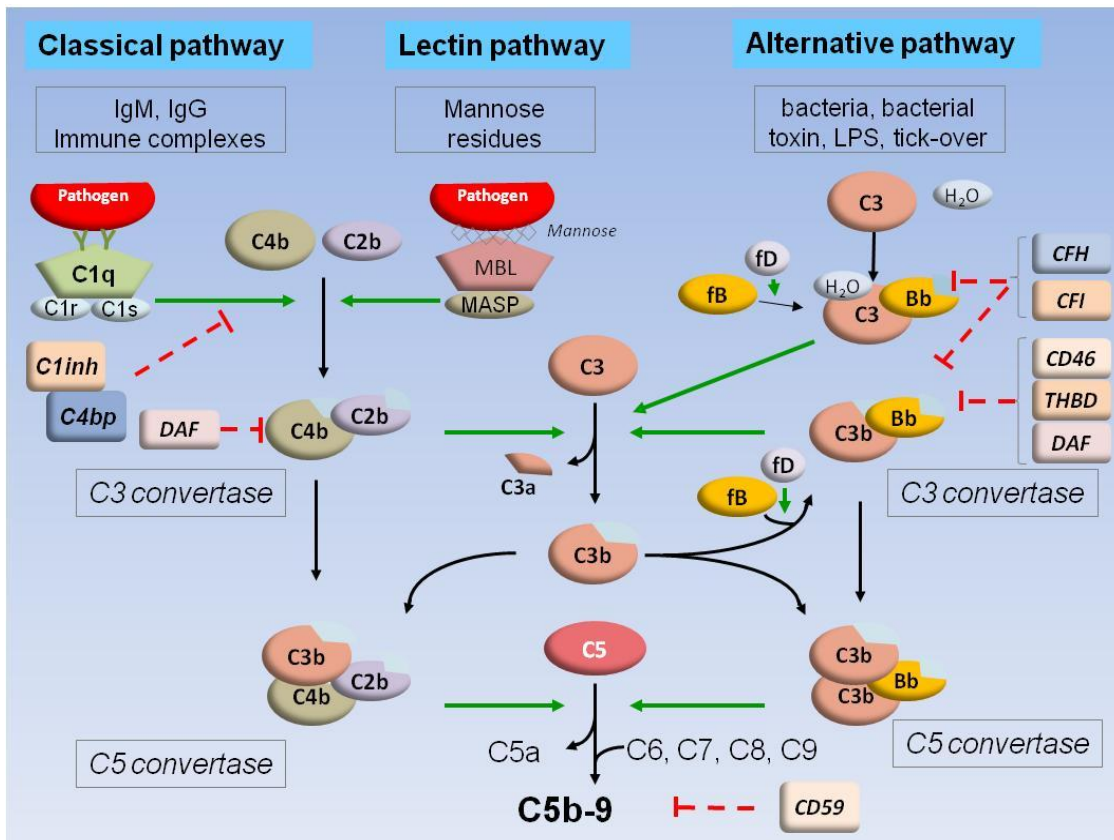 Classical pathway
Lectin pathway
Alternative pathway
IgM, IgG
Immune complexes
Mannose
residues
bacteria, bacterial
toxin, LPS, tick-over
Pathogen
C1q
C1r
C1s
C4b
C2b
Pathogen
Mannose
MBL
MASP
C3
H2O
fD
fB
H2O
C3
Bb
CFH
CFI
C1inh
C4bp
DAF
C4b
C2b
C3
C3a
C3b
Bb
CD46
THBD
DAF
C3 convertase
fD
fB
C3 convertase
C3b
C3b
C4b
C2b
C5
C3b
C3b
Bb
C5 convertase
C5a
C6, C7, C8, C9
C5 convertase
C5b-9
CD59